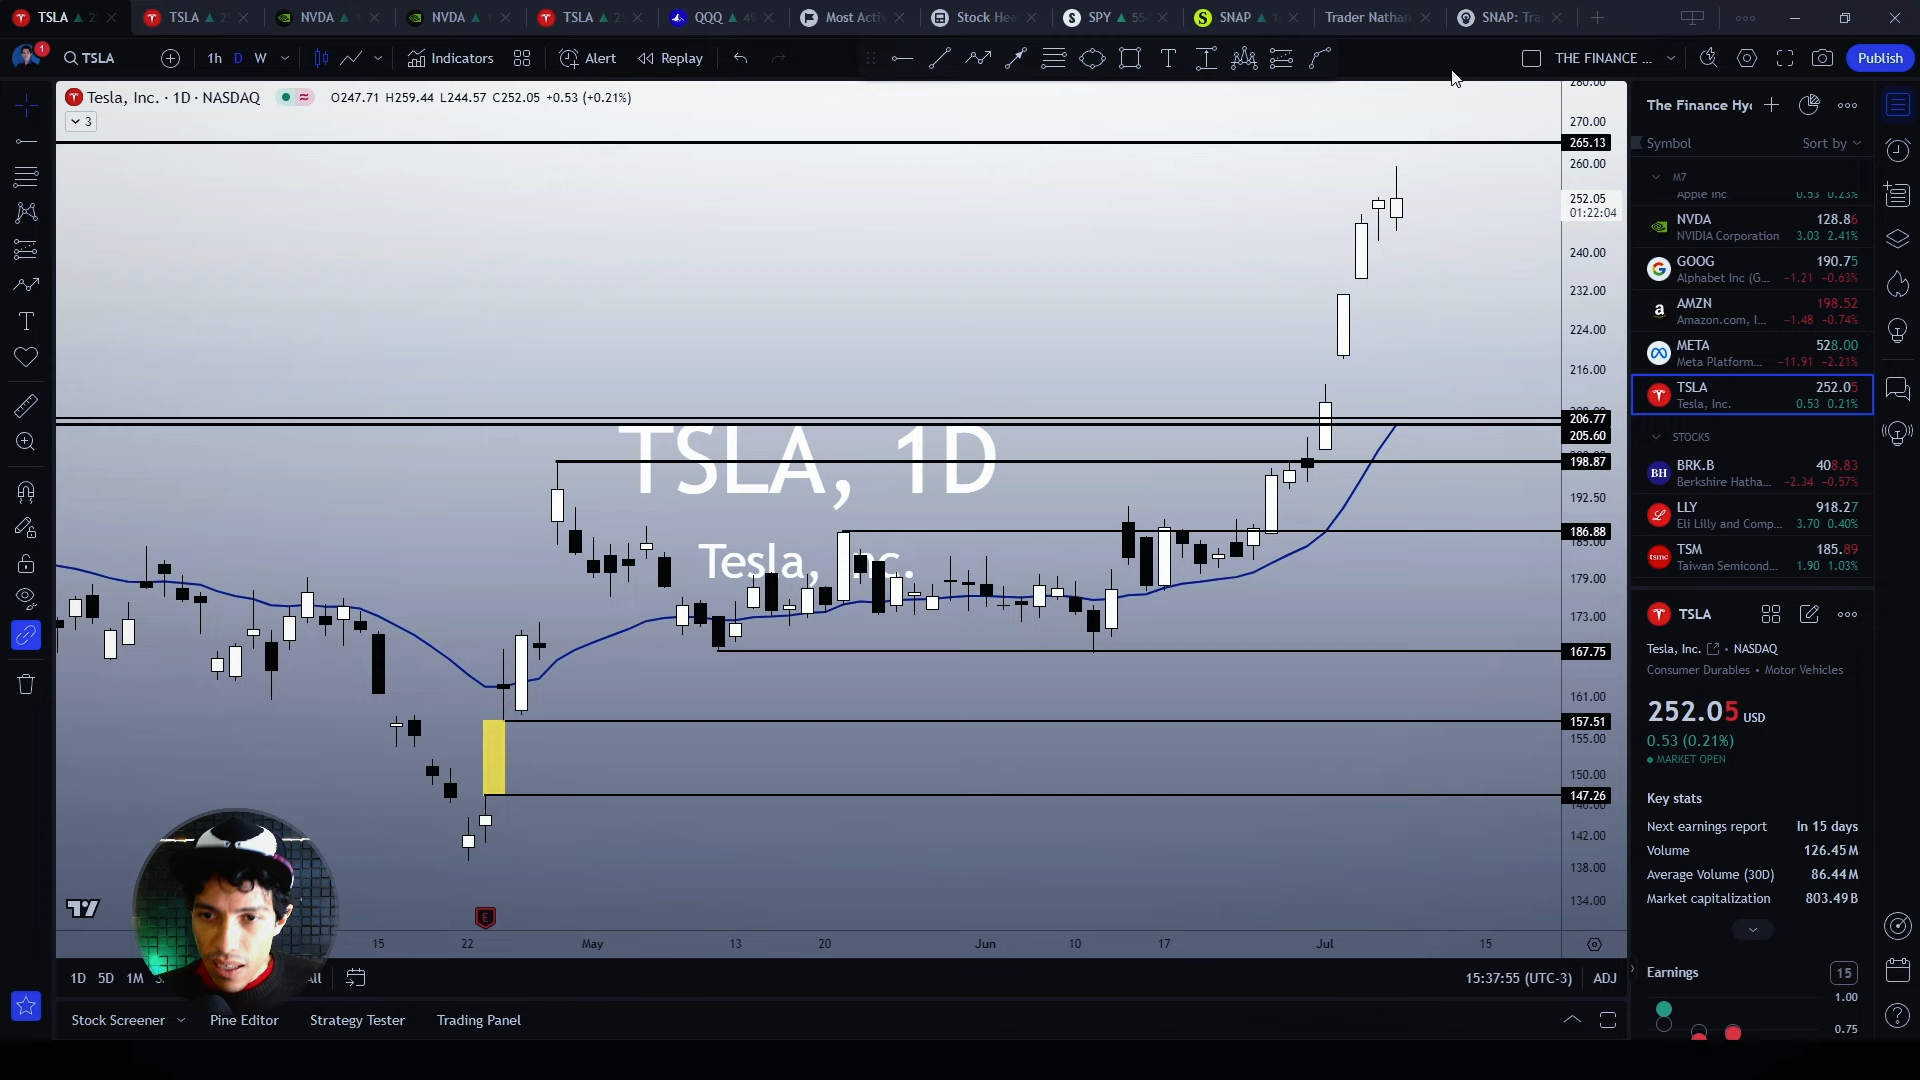 TSLA
TSLA
NVDA
NVDA
TSLA
QQQ
Most Activ
Stock Hea
SPY
SNAP
Trader Nathan
SNAP: Tra
1
TSLA
1h D W
Indicators
Alert
Replay
THE FINANCE ...
Publish
Tesla, Inc. · 1D · NASDAQ
O247.71 H259.44 L244.57 C252.05 +0.53 (+0.21%)
3
280.00
270.00
265.13
260.00
252.05
01:22:04
240.00
232.00
224.00
216.00
206.77
205.60
198.87
192.50
186.88
179.00
173.00
167.75
161.00
157.51
155.00
150.00
147.26
142.00
138.00
134.00
TSLA, 1D
Tesla, Inc.
E
15
22
May
13
20
Jun
10
17
Jul
15
1D 5D 1M
15:37:55 (UTC-3)
ADJ
Stock Screener
Pine Editor
Strategy Tester
Trading Panel
The Finance Hyd
Symbol
Sort by
M7
Apple Inc 0.53 0.23%
NVDA 128.86
NVIDIA Corporation 3.03 2.41%
GOOG 190.75
Alphabet Inc (G... −1.21 −0.63%
AMZN 198.52
Amazon.com, I... −1.48 −0.74%
META 528.00
Meta Platform... −11.91 −2.21%
TSLA 252.05
Tesla, Inc. 0.53 0.21%
STOCKS
BRK.B 408.83
Berkshire Hatha... −2.34 −0.57%
LLY 918.27
Eli Lilly and Comp... 3.70 0.40%
TSM 185.89
Taiwan Semicond... 1.90 1.03%
TSLA
Tesla, Inc. • NASDAQ
Consumer Durables • Motor Vehicles
252.05 USD
0.53 (0.21%)
MARKET OPEN
Key stats
Next earnings report In 15 days
Volume 126.45M
Average Volume (30D) 86.44M
Market capitalization 803.49B
Earnings 15
1.00
0.75